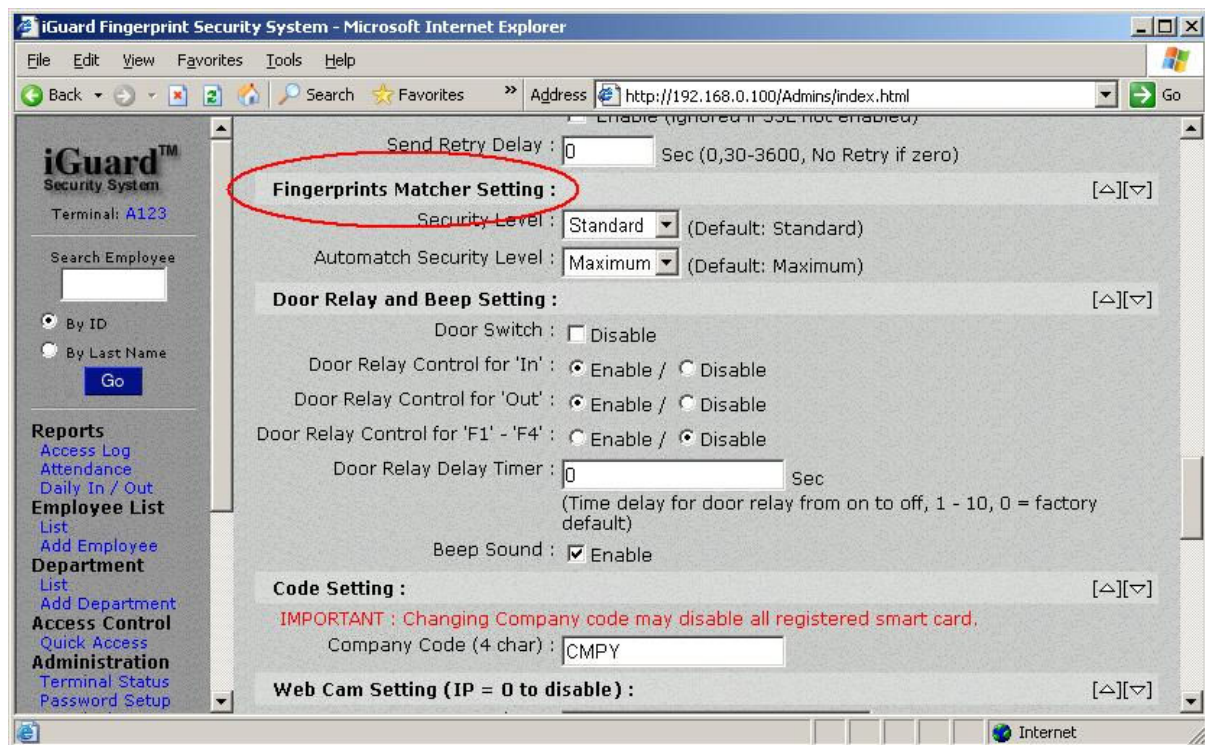 iGuard Fingerprint Security System - Microsoft Internet Explorer
File Edit View Favorites Tools Help
Back Search Favorites » Address http://192.168.0.100/Admins/index.html Go
iGuard™
Security System
Terminal: A123
Search Employee
By ID
By Last Name
Go
Reports
Access Log
Attendance
Daily In / Out
Employee List
List
Add Employee
Department
List
Add Department
Access Control
Quick Access
Administration
Terminal Status
Password Setup
Enable (ignored if SSL not enabled)
Send Retry Delay : 0 Sec (0,30-3600, No Retry if zero)
Fingerprints Matcher Setting : [△][▽]
Security Level : Standard (Default: Standard)
Automatch Security Level : Maximum (Default: Maximum)
Door Relay and Beep Setting : [△][▽]
Door Switch : Disable
Door Relay Control for 'In' : Enable / Disable
Door Relay Control for 'Out' : Enable / Disable
Door Relay Control for 'F1' - 'F4' : Enable / Disable
Door Relay Delay Timer : 0 Sec
(Time delay for door relay from on to off, 1 - 10, 0 = factory
default)
Beep Sound : Enable
Code Setting : [△][▽]
IMPORTANT : Changing Company code may disable all registered smart card.
Company Code (4 char) : CMPY
Web Cam Setting (IP = 0 to disable) : [△][▽]
Internet